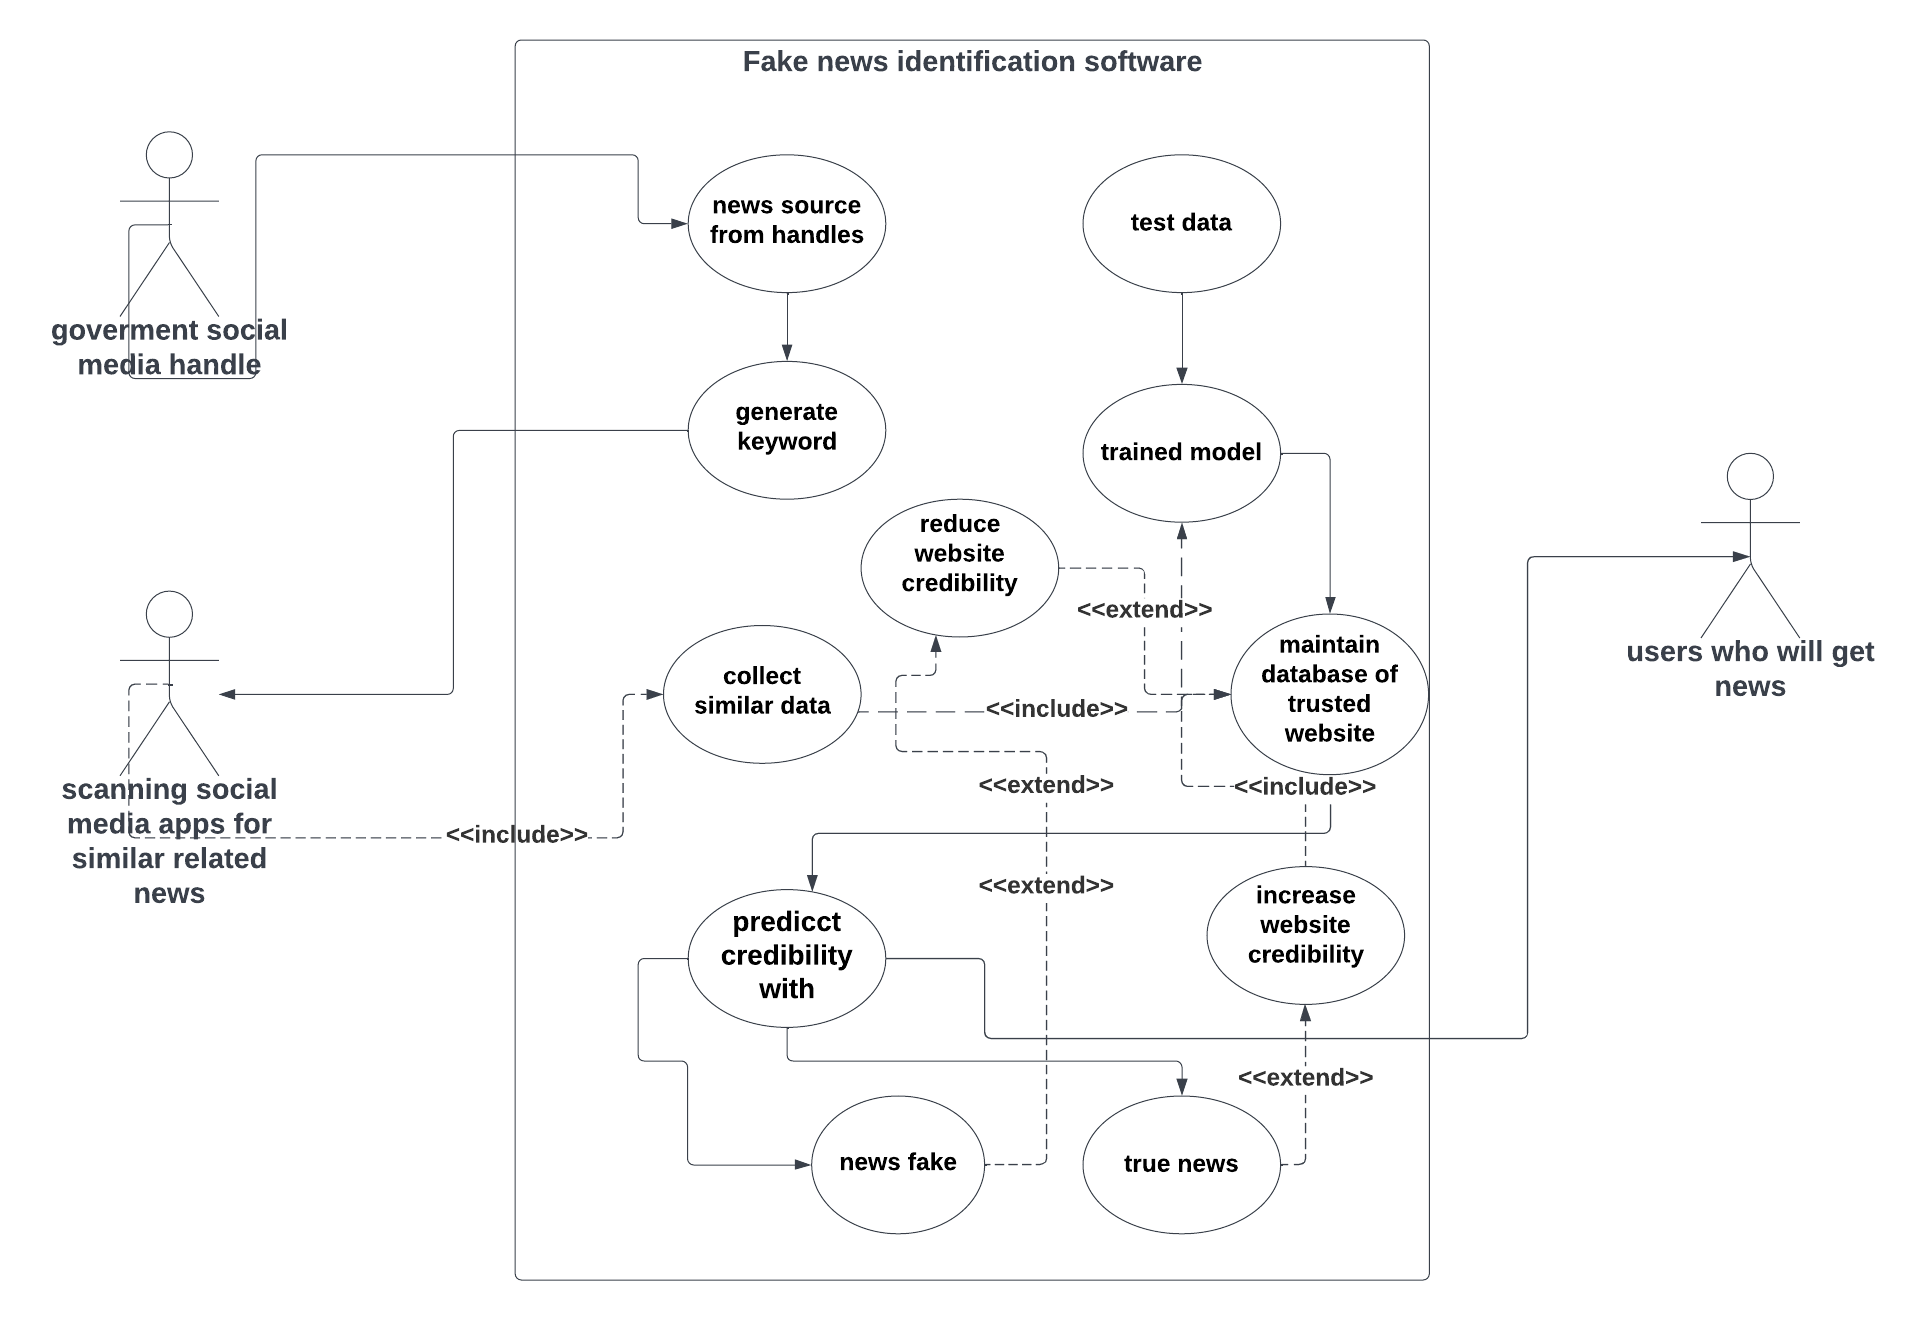 Fake news identification software
news source
from handles
test data
goverment social
media handle
generate
keyword
trained model
reduce
website
credibility
<<extend>>
maintain
database of
trusted
website
users who will get
news
collect
similar data
<<include>>
<<extend>>
<<include>>
scanning social
media apps for
similar related
news
<<include>>
<<extend>>
predicct
credibility
with
increase
website
credibility
<<extend>>
news fake
true news